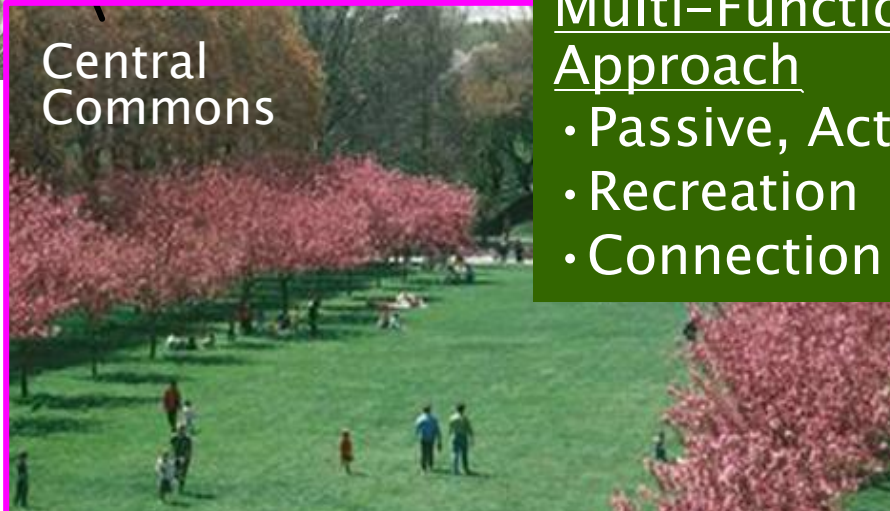 Central
Commons
Approach
• Passive,
• Recreation
• Connection